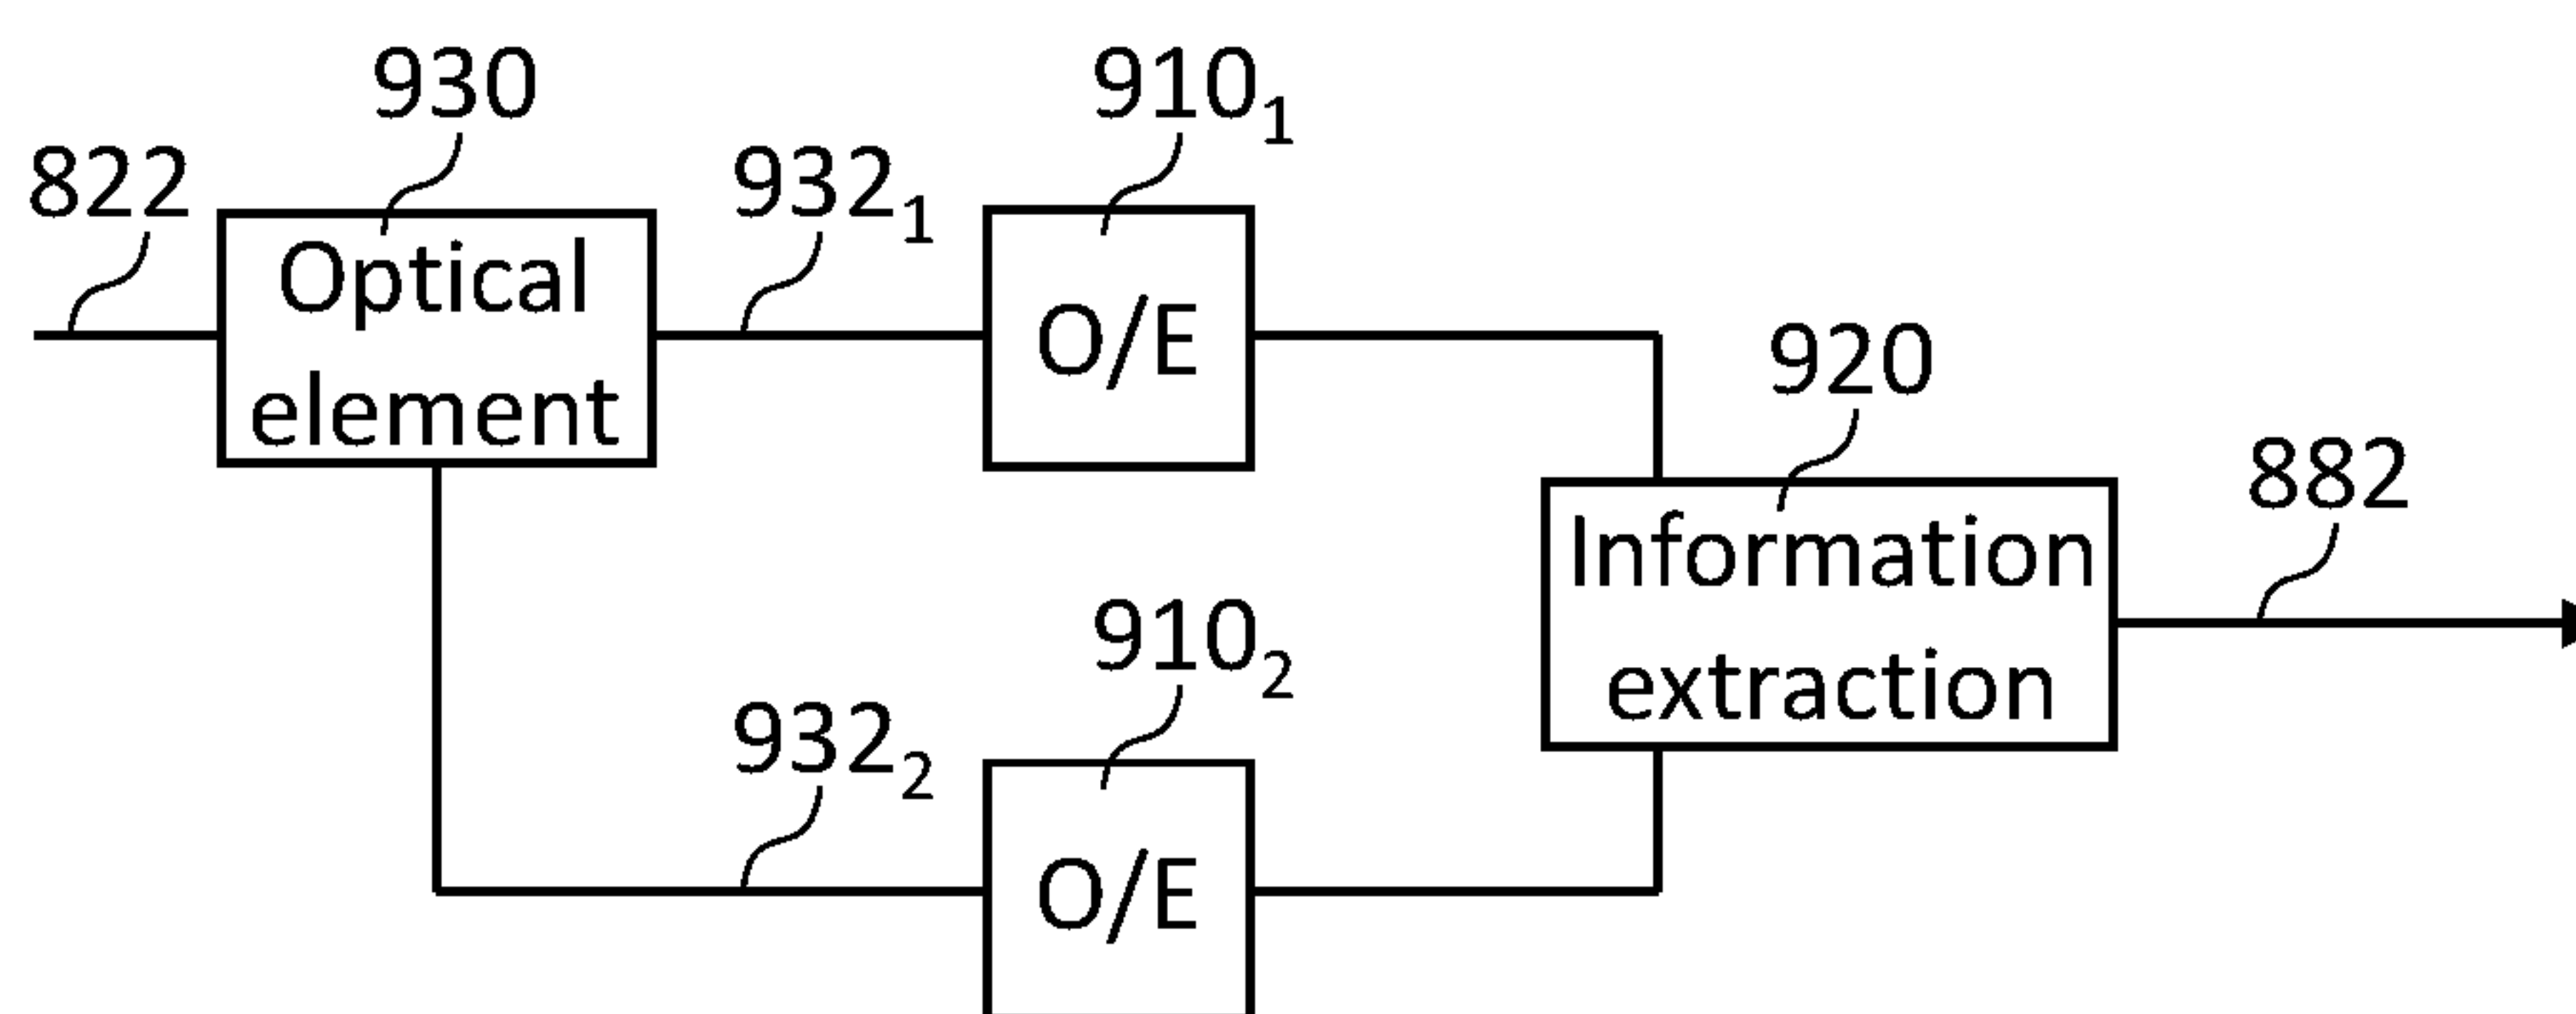 930
910₁
822
932₁
Optical
element
O/E
920
882
Information
extraction
910₂
932₂
O/E